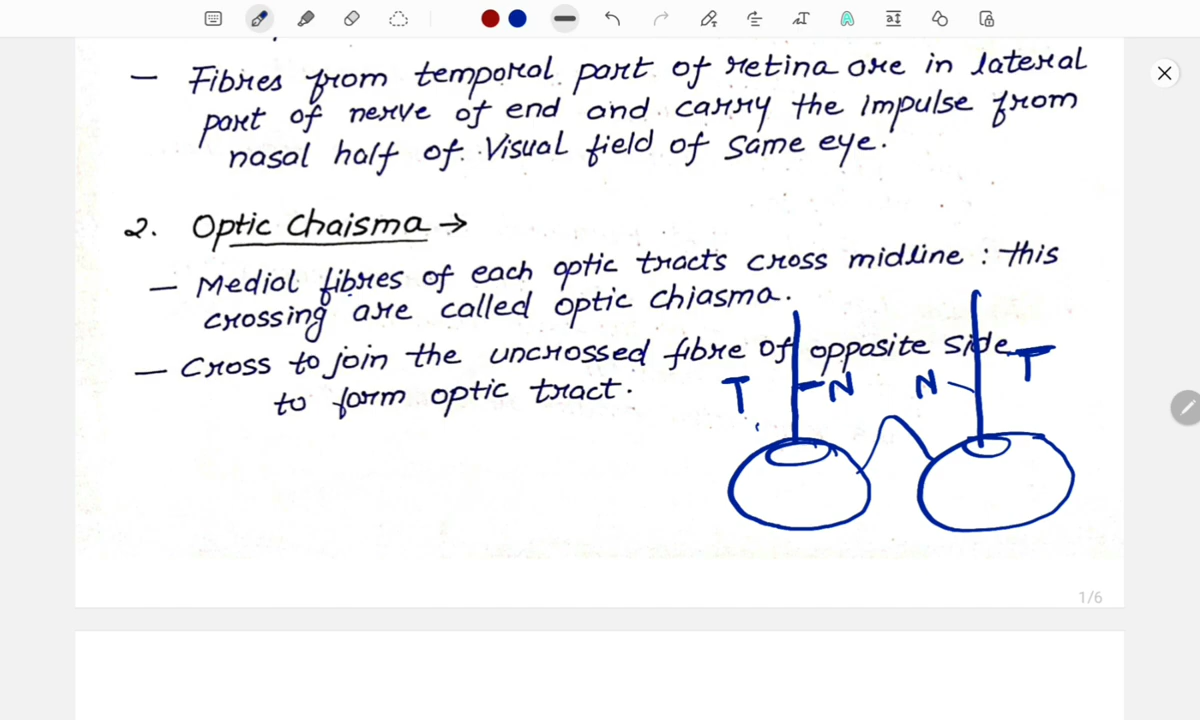 – Fibres from temporal part of retina are in lateral
part of nerve of end and carry the impulse from
nasal half of visual field of same eye.
2. Optic Chaisma →
– Medial fibres of each optic tracts cross midline : this
crossing are called optic chiasma.
– Cross to join the uncrossed fibre of opposite side
to form optic tract.
T N N T
1/6